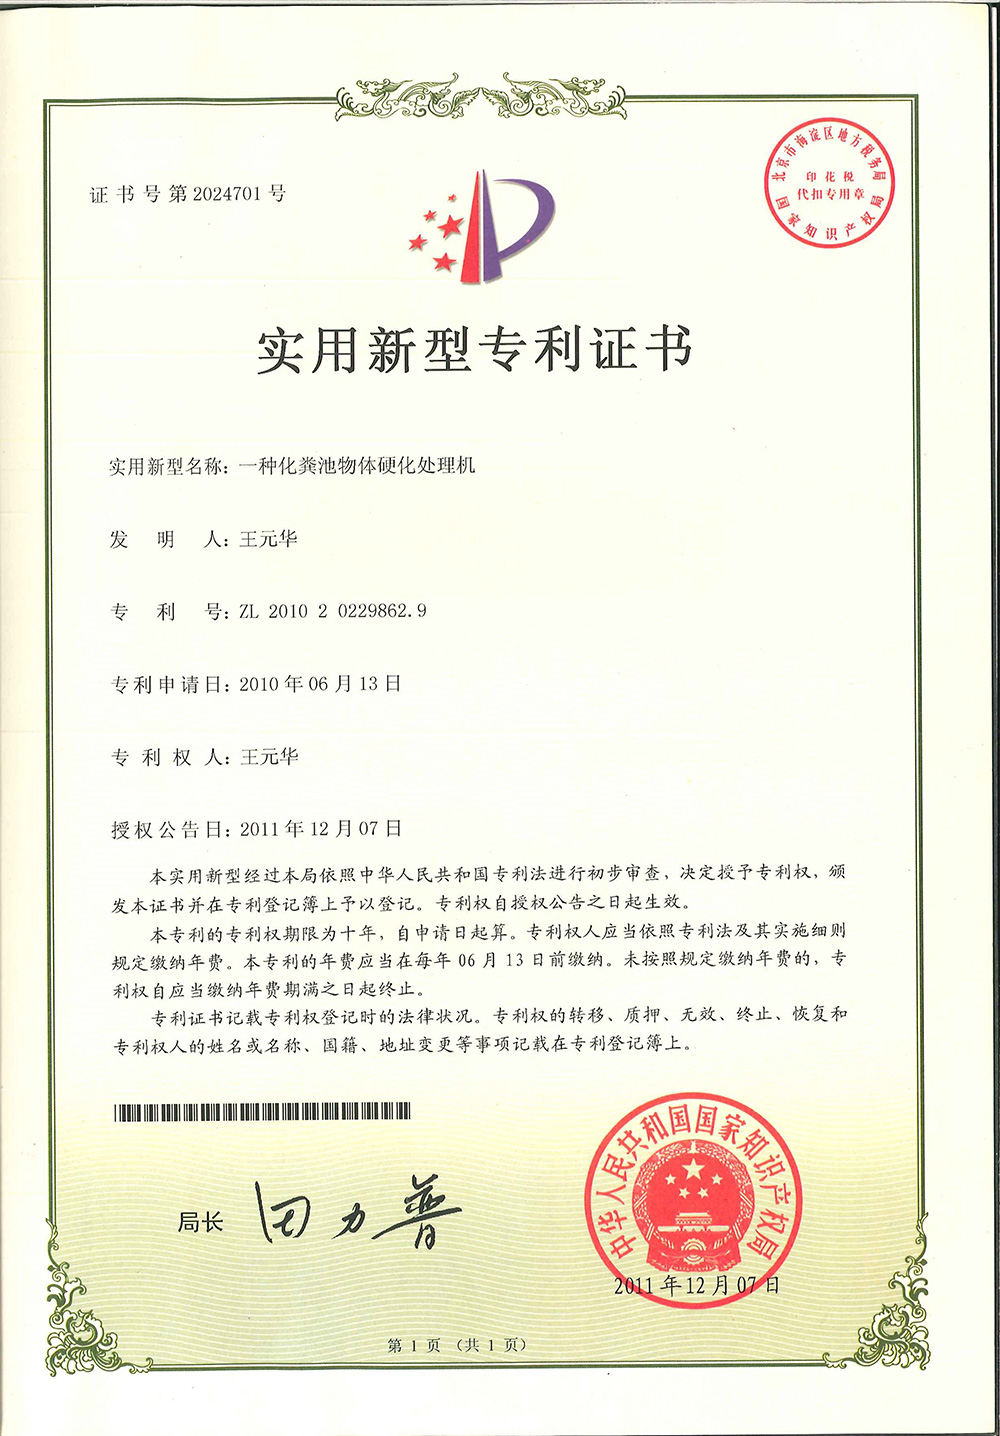 证书号第2024701号
北京市海淀区地方税务局
印花税
代扣专用章
国家知识产权局
实用新型专利证书
实用新型名称：一种化粪池物体硬化处理机
发明人：王元华
专利号：ZL 2010 2 0229862.9
专利申请日：2010年06月13日
专利权人：王元华
授权公告日：2011年12月07日
本实用新型经过本局依照中华人民共和国专利法进行初步审查，决定授予专利权，颁
发本证书并在专利登记簿上予以登记。专利权自授权公告之日起生效。
本专利的专利权期限为十年，自申请日起算。专利权人应当依照专利法及其实施细则
规定缴纳年费。本专利的年费应当在每年06月13日前缴纳。未按照规定缴纳年费的，专
利权自应当缴纳年费期满之日起终止。
专利证书记载专利权登记时的法律状况。专利权的转移、质押、无效、终止、恢复和
专利权人的姓名或名称、国籍、地址变更等事项记载在专利登记簿上。
局长 田力普
中华人民共和国国家知识产权局
2011年12月07日
第1页（共1页）